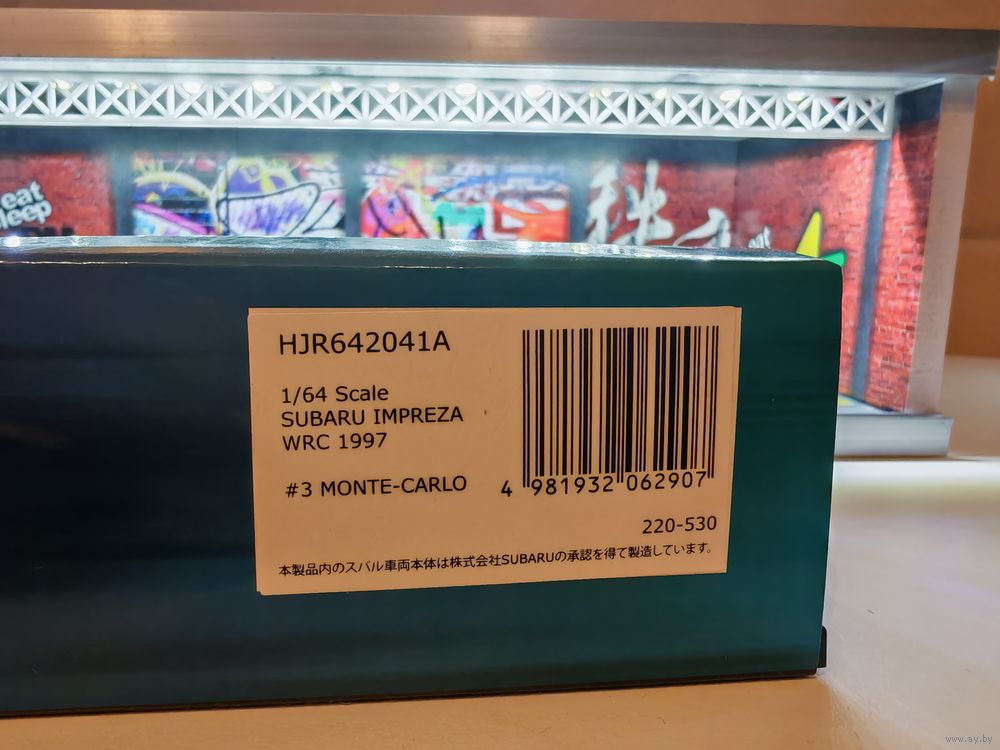 eat
sleep
HJR642041A
1/64 Scale
SUBARU IMPREZA
WRC 1997
#3 MONTE-CARLO
4 981932 062907
220-530
本製品内のスバル車両本体は株式会社SUBARUの承認を得て製造しています。
www.ay.by